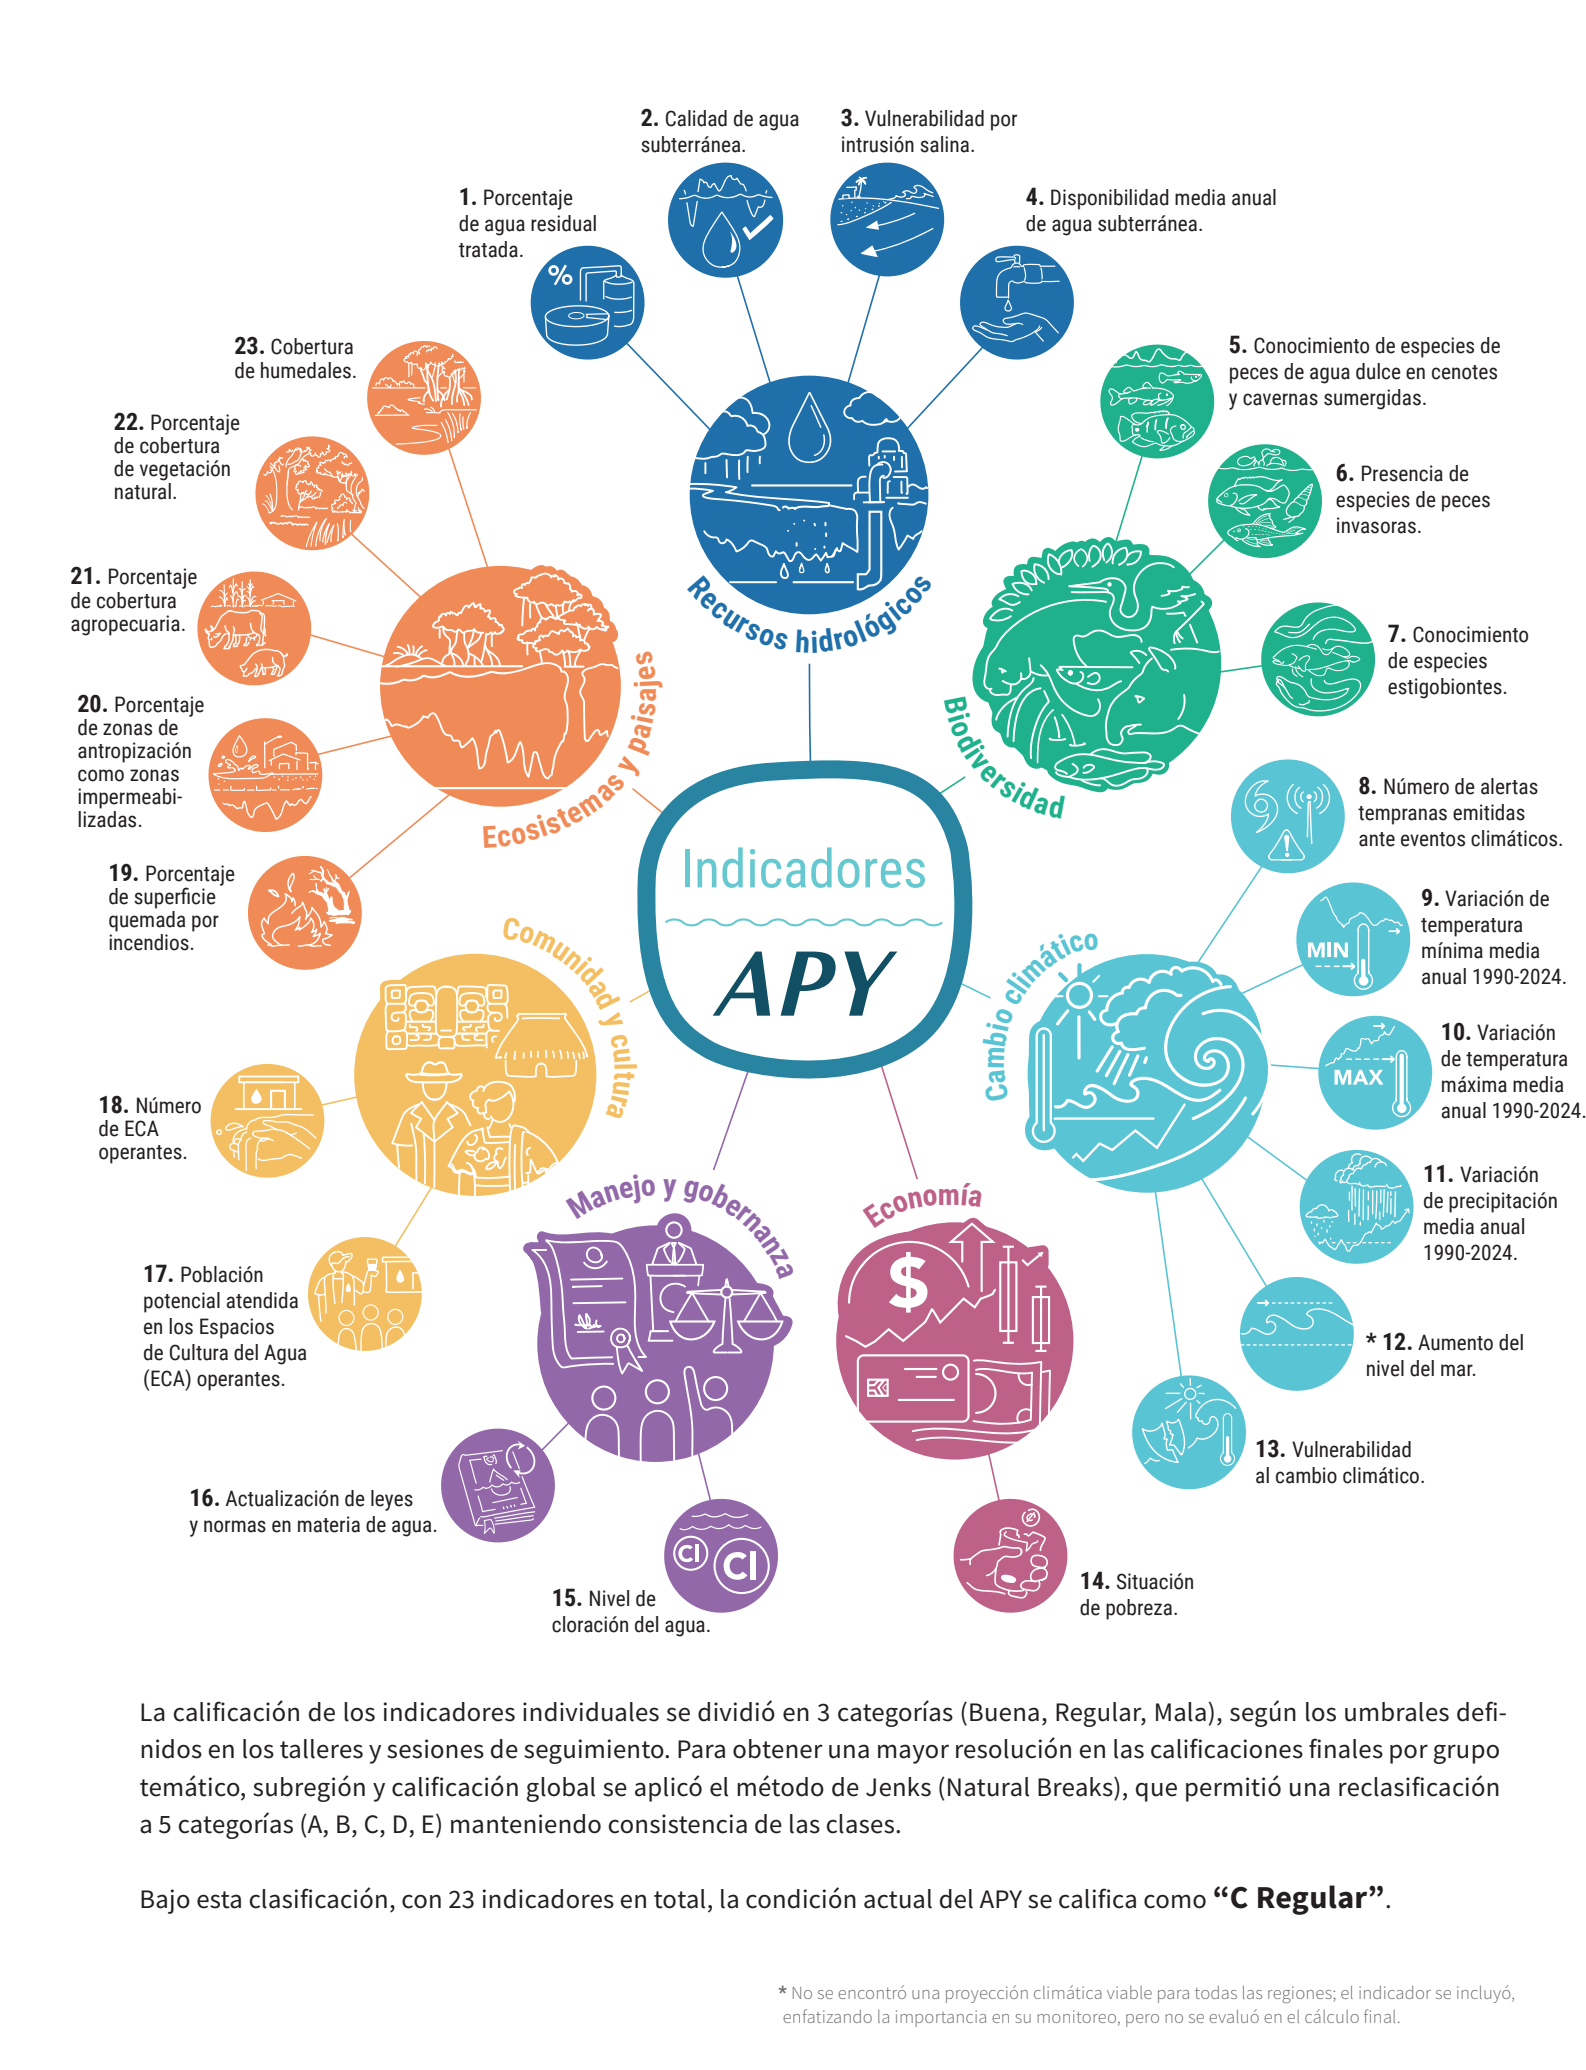 2. Calidad de agua
subterránea.
3. Vulnerabilidad por
intrusión salina.
1. Porcentaje
de agua residual
tratada.
%
4. Disponibilidad media anual
de agua subterránea.
23. Cobertura
de humedales.
5. Conocimiento de especies de
peces de agua dulce en cenotes
y cavernas sumergidas.
22. Porcentaje
de cobertura
de vegetación
natural.
6. Presencia de
especies de peces
invasoras.
21. Porcentaje
de cobertura
agropecuaria.
Recursos hidrológicos
7. Conocimiento
de especies
estigobiontes.
20. Porcentaje
de zonas de
antropización
como zonas
impermeabi-
lizadas.
Ecosistemas y paisajes
Biodiversidad
8. Número de alertas
tempranas emitidas
ante eventos climáticos.
19. Porcentaje
de superficie
quemada por
incendios.
Indicadores
APY
9. Variación de
temperatura
mínima media
anual 1990-2024.
MIN
Comunidad y cultura
Cambio climático
10. Variación
de temperatura
máxima media
anual 1990-2024.
MAX
18. Número
de ECA
operantes.
11. Variación
de precipitación
media anual
1990-2024.
Manejo y gobernanza
Economía
$
17. Población
potencial atendida
en los Espacios
de Cultura del Agua
(ECA) operantes.
* 12. Aumento del
nivel del mar.
13. Vulnerabilidad
al cambio climático.
16. Actualización de leyes
y normas en materia de agua.
Cl
Cl
15. Nivel de
cloración del agua.
14. Situación
de pobreza.
La calificación de los indicadores individuales se dividió en 3 categorías (Buena, Regular, Mala), según los umbrales defi-
nidos en los talleres y sesiones de seguimiento. Para obtener una mayor resolución en las calificaciones finales por grupo
temático, subregión y calificación global se aplicó el método de Jenks (Natural Breaks), que permitió una reclasificación
a 5 categorías (A, B, C, D, E) manteniendo consistencia de las clases.
Bajo esta clasificación, con 23 indicadores en total, la condición actual del APY se califica como “C Regular”.
* No se encontró una proyección climática viable para todas las regiones; el indicador se incluyó,
enfatizando la importancia en su monitoreo, pero no se evaluó en el cálculo final.